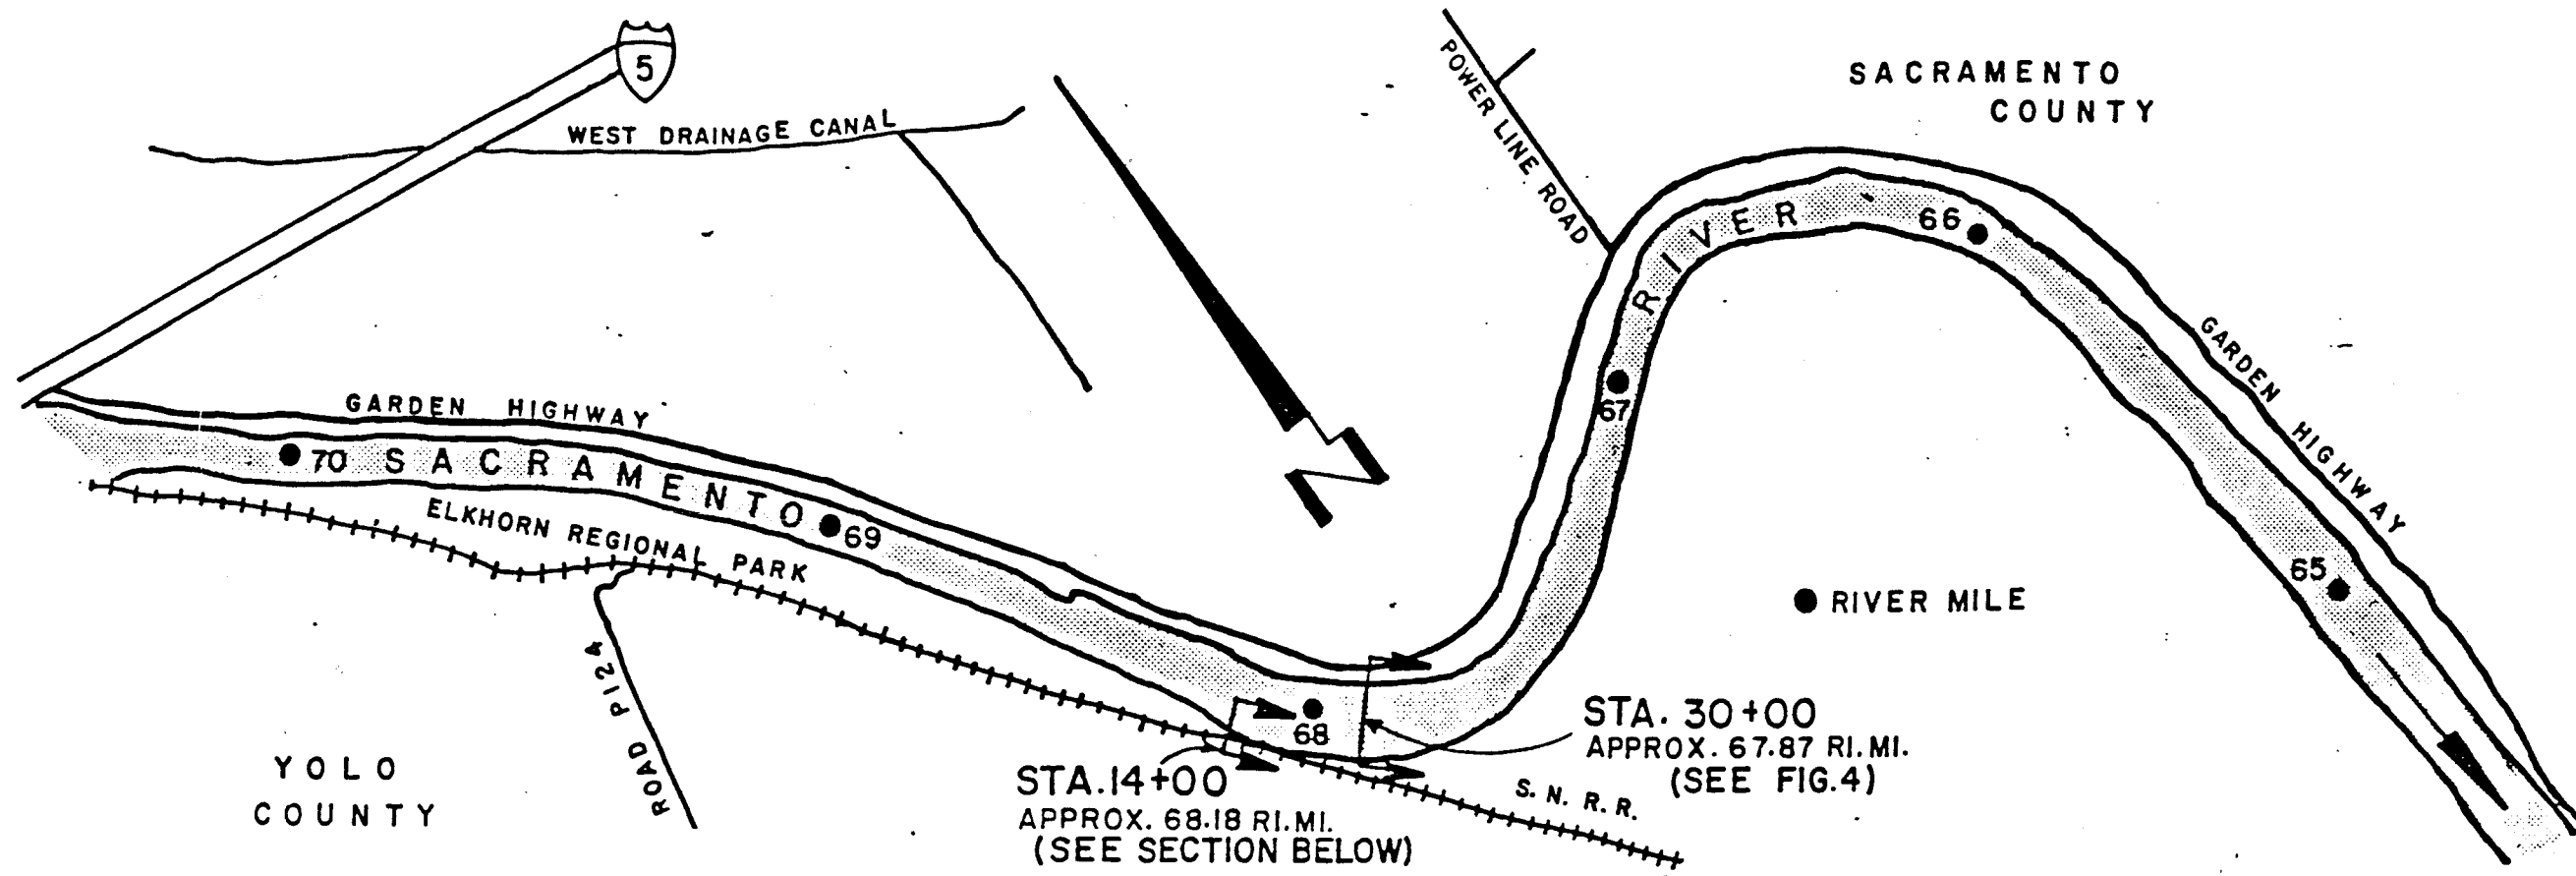 5
WEST DRAINAGE CANAL
POWER LINE ROAD
SACRAMENTO
COUNTY
GARDEN HIGHWAY
70 SACRAMENTO 69
RIVER
66
67
65
68
GARDEN HIGHWAY
ELKHORN REGIONAL PARK
N
RIVER MILE
ROAD P124
YOLO
COUNTY
STA. 14+00
APPROX. 68.18 RI.MI.
(SEE SECTION BELOW)
STA. 30+00
APPROX. 67.87 RI.MI.
(SEE FIG.4)
S. N. R. R.